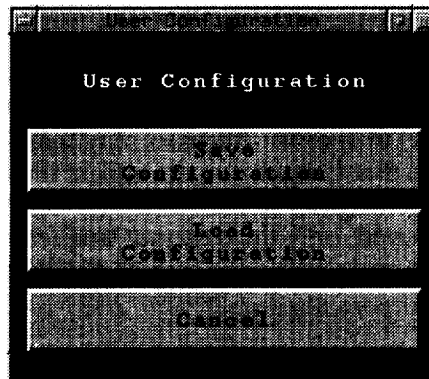 User Configuration
User Configuration
Save
Configuration
Load
Configuration
Cancel